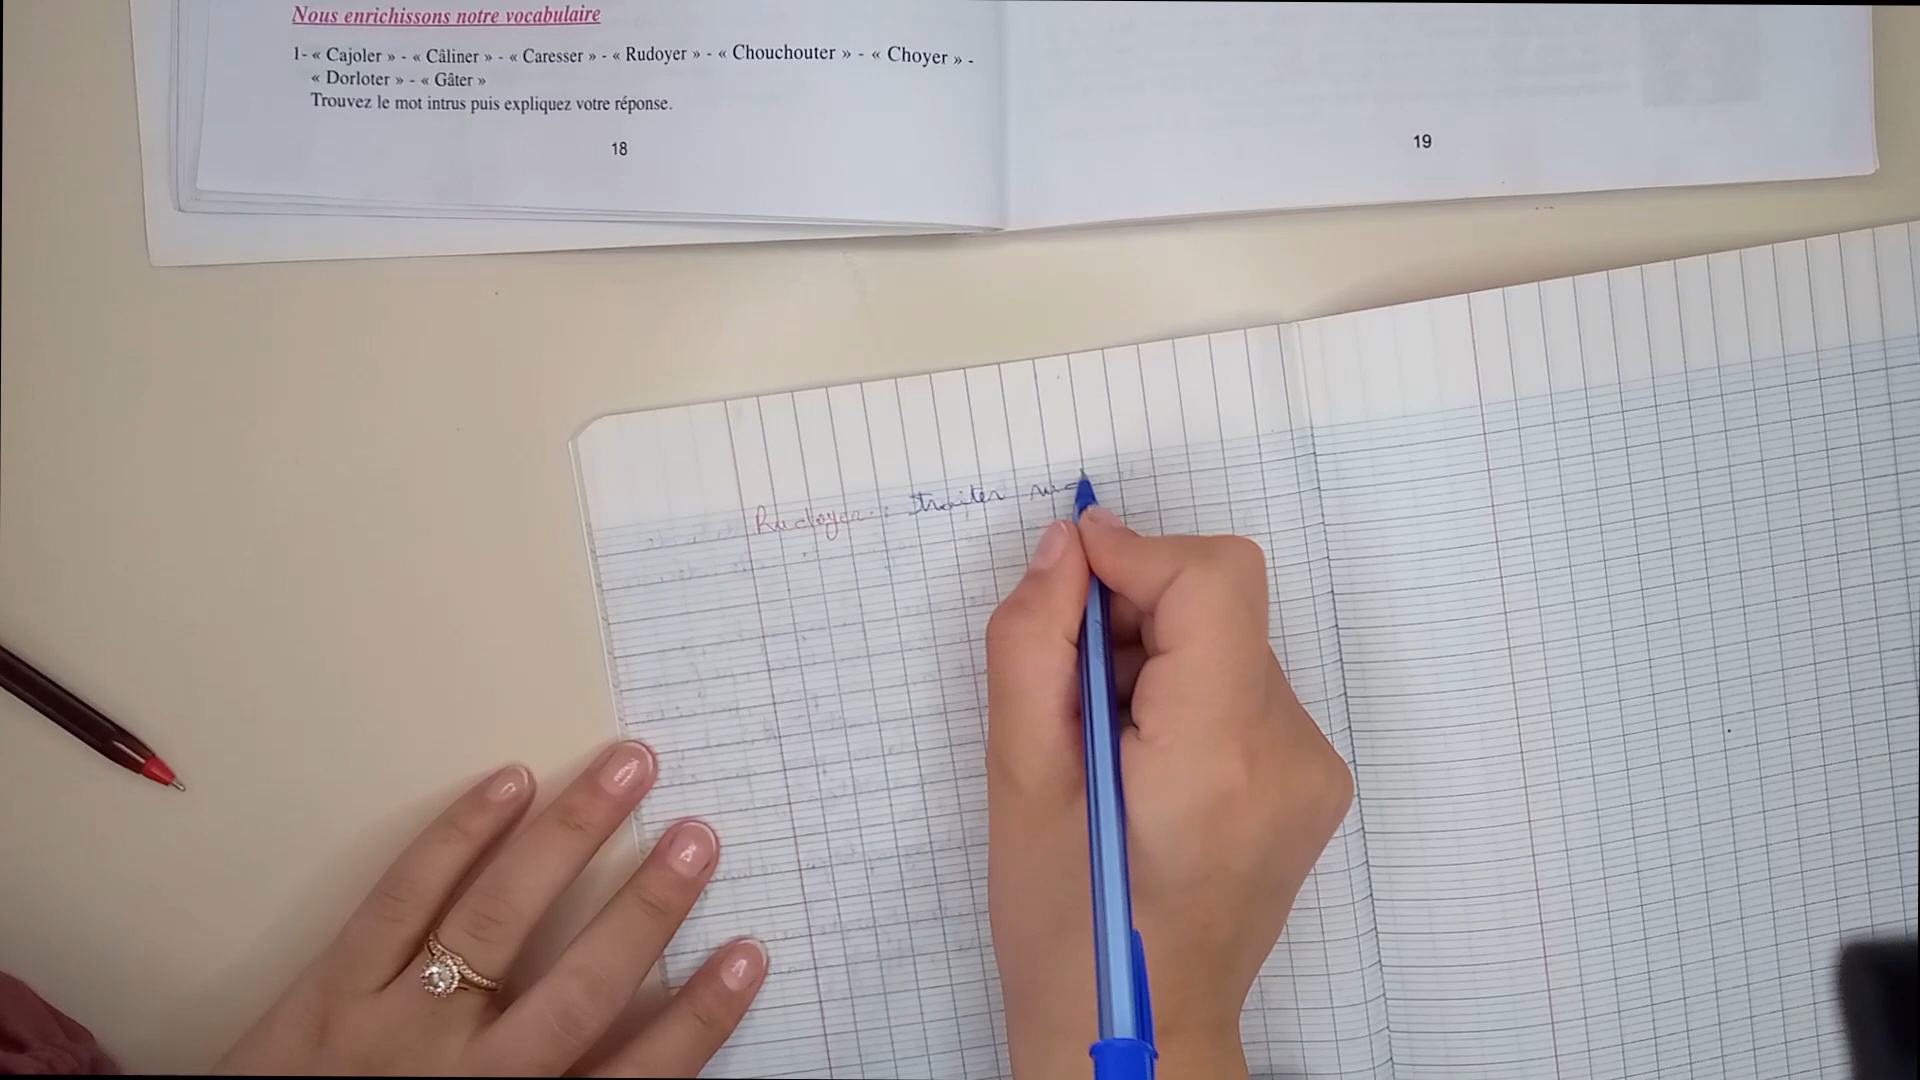 Nous enrichissons notre vocabulaire
1- « Cajoler » - « Câliner » - « Caresser » - « Rudoyer » - « Chouchouter » - « Choyer » -
« Dorloter » - « Gâter »
Trouvez le mot intrus puis expliquez votre réponse.
18
19
Rudoyer : traiter